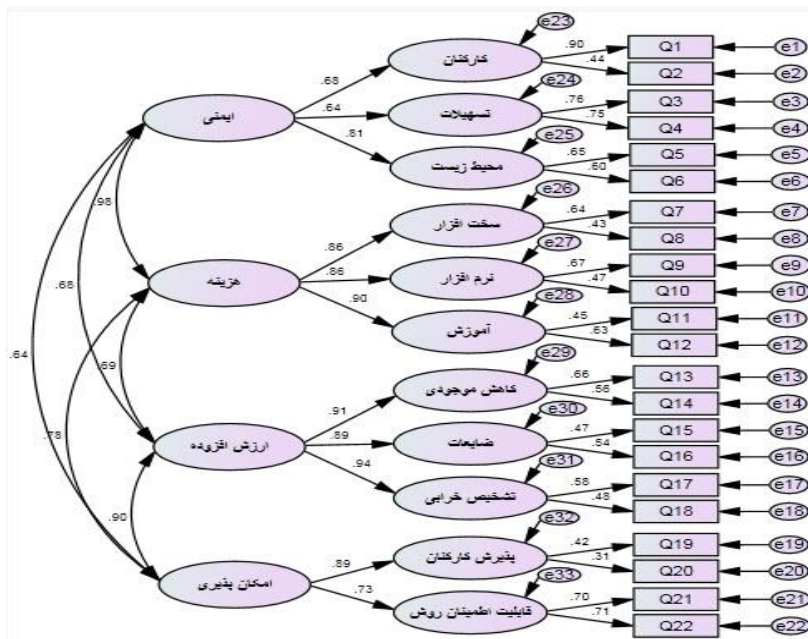 e23
کارکنان
.90
Q1
e1
.44
Q2
e2
.68
e24
ایمنی
.64
تسهیلات
.76
Q3
e3
.75
Q4
e4
.81
e25
محیط زیست
.65
Q5
e5
.60
Q6
e6
.98
e26
سخت افزار
.64
Q7
e7
.43
Q8
e8
.86
e27
هزینه
.86
نرم افزار
.67
Q9
e9
.47
Q10
e10
.90
e28
آموزش
.45
Q11
e11
.63
Q12
e12
.68
.64
.69
e29
کاهش موجودی
.66
Q13
e13
.56
Q14
e14
.91
e30
ارزش افزوده
.89
ضایعات
.47
Q15
e15
.54
Q16
e16
.94
e31
تشخیص خرابی
.58
Q17
e17
.48
Q18
e18
.78
.90
e32
پذیرش کارکنان
.42
Q19
e19
.31
Q20
e20
.89
امکان پذیری
.73
e33
قابلیت اطمینان روش
.70
Q21
e21
.71
Q22
e22